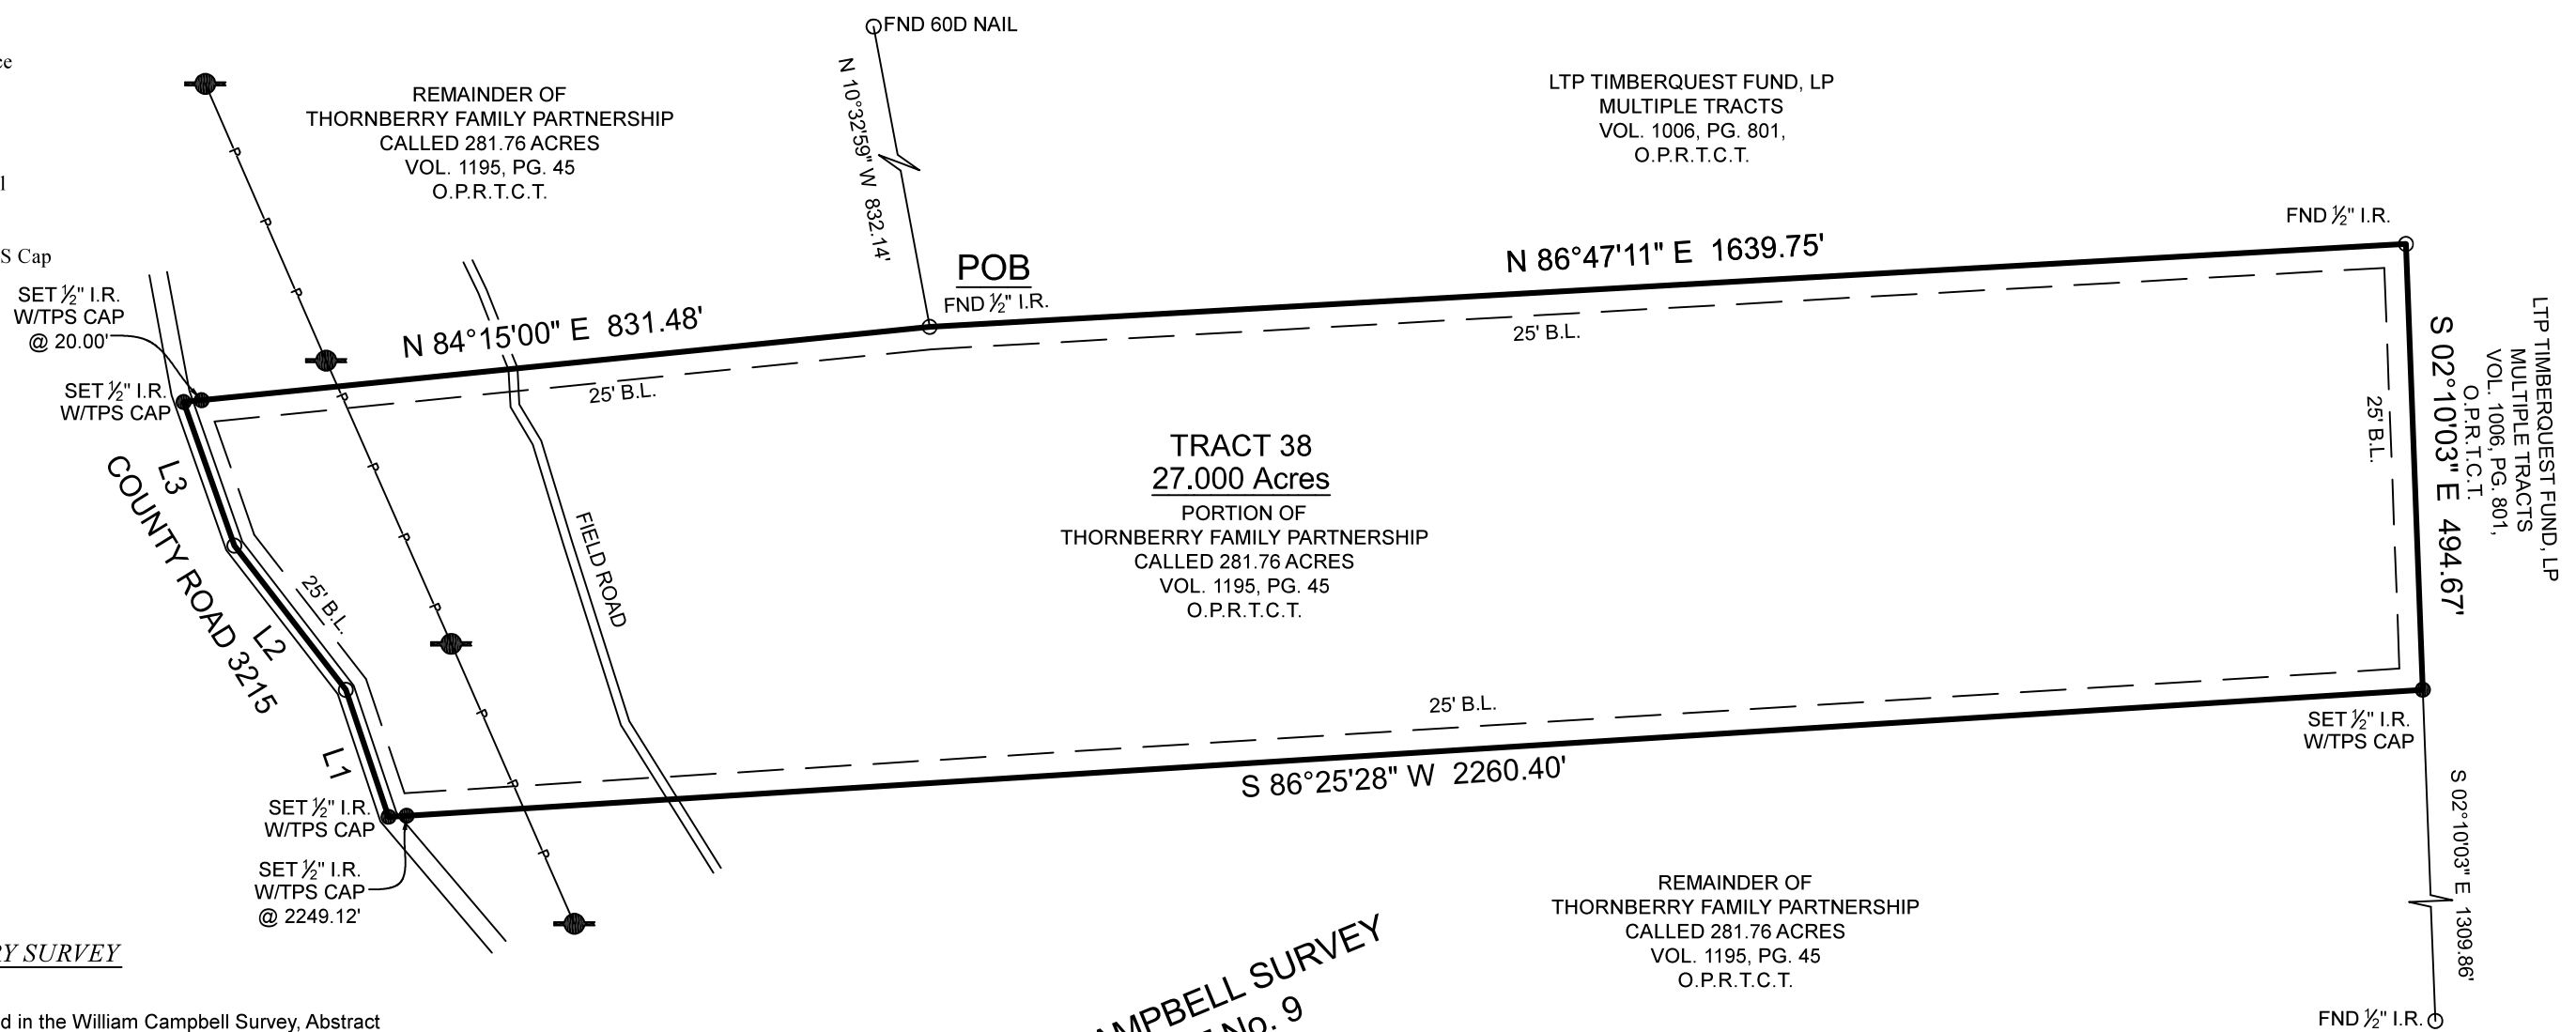 FND 60D NAIL
ce
REMAINDER OF
THORNBERRY FAMILY PARTNERSHIP
CALLED 281.76 ACRES
VOL. 1195, PG. 45
O.P.R.T.C.T.
N 10°32'59" W 832.14'
LTP TIMBERQUEST FUND, LP
MULTIPLE TRACTS
VOL. 1006, PG. 801,
O.P.R.T.C.T.
S Cap
SET ½" I.R.
W/TPS CAP
@ 20.00'
SET ½" I.R.
W/TPS CAP
N 84°15'00" E 831.48'
POB
FND ½" I.R.
N 86°47'11" E 1639.75'
FND ½" I.R.
25' B.L.
25' B.L.
25' B.L.
S 02°10'03" E 494.67'
LTP TIMBERQUEST FUND, LP
MULTIPLE TRACTS
VOL. 1006, PG. 801,
O.P.R.T.C.T.
P
P
P
P
P
P
P
P
P
P
TRACT 38
27.000 Acres
PORTION OF
THORNBERRY FAMILY PARTNERSHIP
CALLED 281.76 ACRES
VOL. 1195, PG. 45
O.P.R.T.C.T.
L3
COUNTY ROAD 3215
L2
L1
25' B.L.
FIELD ROAD
25' B.L.
S 86°25'28" W 2260.40'
SET ½" I.R.
W/TPS CAP
SET ½" I.R.
W/TPS CAP
SET ½" I.R.
W/TPS CAP
@ 2249.12'
S 02°10'03" E 1309.86'
REMAINDER OF
THORNBERRY FAMILY PARTNERSHIP
CALLED 281.76 ACRES
VOL. 1195, PG. 45
O.P.R.T.C.T.
RY SURVEY
AMPBELL SURVEY
No. 9
d in the William Campbell Survey, Abstract
FND ½" I.R.